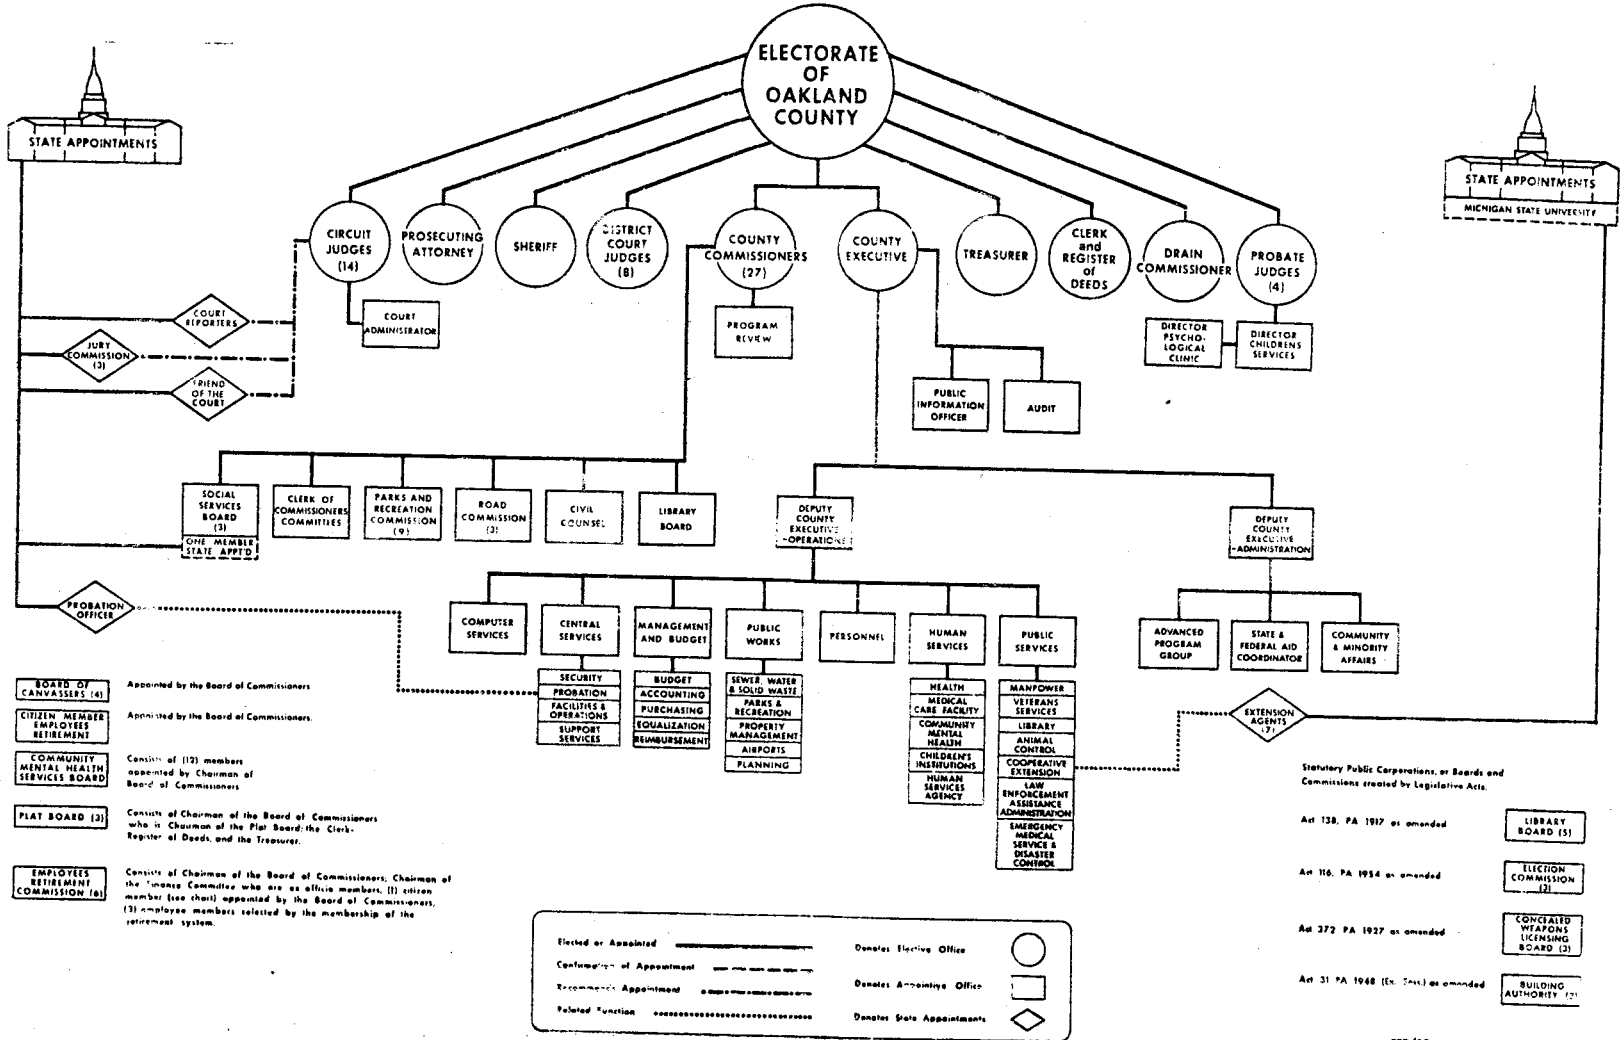 ELECTORATE
OF
OAKLAND
COUNTY
STATE APPOINTMENTS
STATE APPOINTMENTS
MICHIGAN STATE UNIVERSITY
CIRCUIT
JUDGES
(14)
PROSECUTING
ATTORNEY
SHERIFF
DISTRICT
COURT
JUDGES
(8)
COUNTY
COMMISSIONERS
(27)
COUNTY
EXECUTIVE
TREASURER
CLERK
and
REGISTER
of
DEEDS
DRAIN
COMMISSIONER
PROBATE
JUDGES
(4)
COURT
REPORTERS
JURY
COMMISSION
(3)
FRIEND
OF THE
COURT
COURT
ADMINISTRATOR
PROGRAM
REVIEW
DIRECTOR
PSYCHO-
LOGICAL
CLINIC
DIRECTOR
CHILDRENS
SERVICES
PUBLIC
INFORMATION
OFFICER
AUDIT
SOCIAL
SERVICES
BOARD
(3)
ONE MEMBER
STATE APPT'D
CLERK OF
COMMISSIONERS
COMMITTIES
PARKS AND
RECREATION
COMMISSION
(9)
ROAD
COMMISSION
(3)
CIVIL
COUNSEL
LIBRARY
BOARD
DEPUTY
COUNTY
EXECUTIVE
-OPERATIONS
DEPUTY
COUNTY
EXECUTIVE
-ADMINISTRATION
PROBATION
OFFICER
COMPUTER
SERVICES
CENTRAL
SERVICES
MANAGEMENT
AND BUDGET
PUBLIC
WORKS
PERSONNEL
HUMAN
SERVICES
PUBLIC
SERVICES
ADVANCED
PROGRAM
GROUP
STATE &
FEDERAL AID
COORDINATOR
COMMUNITY
& MINORITY
AFFAIRS
SECURITY
PROBATION
FACILITIES &
OPERATIONS
SUPPORT
SERVICES
BUDGET
ACCOUNTING
PURCHASING
EQUALIZATION
REIMBURSEMENT
SEWER, WATER
& SOLID WASTE
PARKS &
RECREATION
PROPERTY
MANAGEMENT
AIRPORTS
PLANNING
HEALTH
MEDICAL
CARE FACILITY
COMMUNITY
MENTAL
HEALTH
CHILDREN'S
INSTITUTIONS
HUMAN
SERVICES
AGENCY
MANPOWER
VETERANS
SERVICES
LIBRARY
ANIMAL
CONTROL
COOPERATIVE
EXTENSION
LAW
ENFORCEMENT
ASSISTANCE
ADMINISTRATION
EMERGENCY
MEDICAL
SERVICE &
DISASTER
CONTROL
EXTENSION
AGENTS
BOARD OF
CANVASSERS (4)
Appointed by the Board of Commissioners
CITIZEN MEMBER
EMPLOYEES
RETIREMENT
Appointed by the Board of Commissioners.
COMMUNITY
MENTAL HEALTH
SERVICES BOARD
Consists of (12) members
appointed by Chairman of
Board of Commissioners
PLAT BOARD (3)
Consists of Chairman of the Board of Commissioners
who is Chairman of the Plat Board; the Clerk-
Register of Deeds, and the Treasurer.
EMPLOYEES
RETIREMENT
COMMISSION (6)
Consists of Chairman of the Board of Commissioners; Chairman of
the Finance Committee who are ex officio members, (1) citizen
member (see chart) appointed by the Board of Commissioners,
(3) employee members selected by the membership of the
retirement system.
Statutory Public Corporations, or Boards and
Commissions created by Legislative Acts.
Act 138, PA 1917 as amended
LIBRARY
BOARD (5)
Act 116, PA 1954 as amended
ELECTION
COMMISSION
(3)
Act 372 PA 1927 as amended
CONCEALED
WEAPONS
LICENSING
BOARD (3)
Act 31 PA 1948 (Ex. Sess.) as amended
BUILDING
AUTHORITY
Elected or Appointed
Confirmation of Appointment
Recommends Appointment
Related Function
Denotes Elective Office
Denotes Appointive Office
Denotes State Appointments